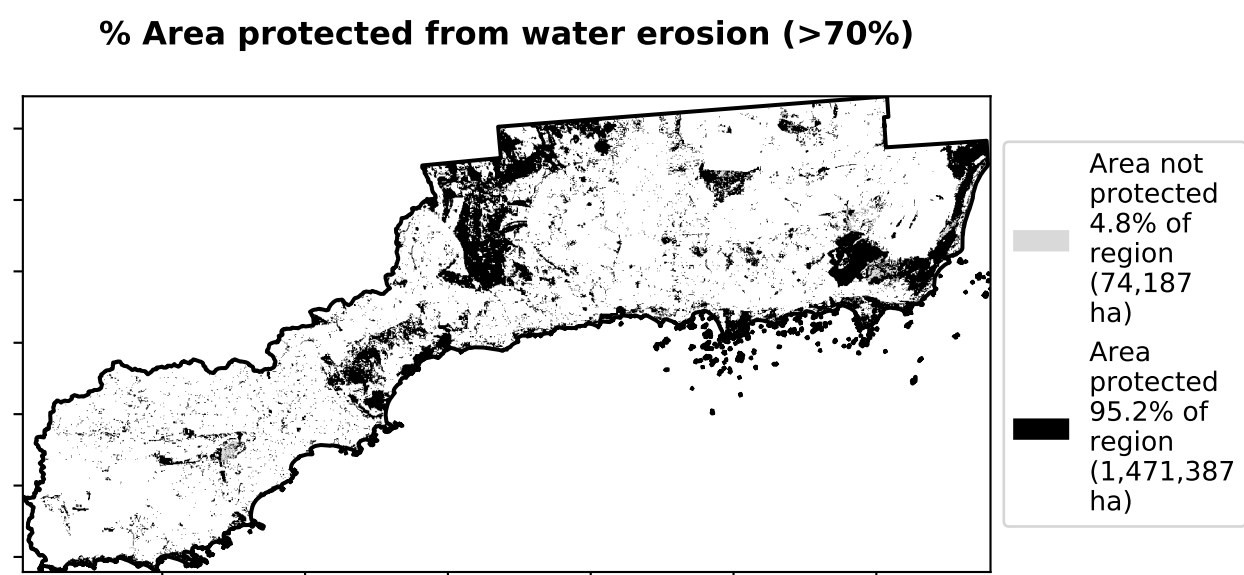 % Area protected from water erosion (>70%)
Area not
protected
4.8% of
region
(74,187
ha)
Area
protected
95.2% of
region
(1,471,387
ha)